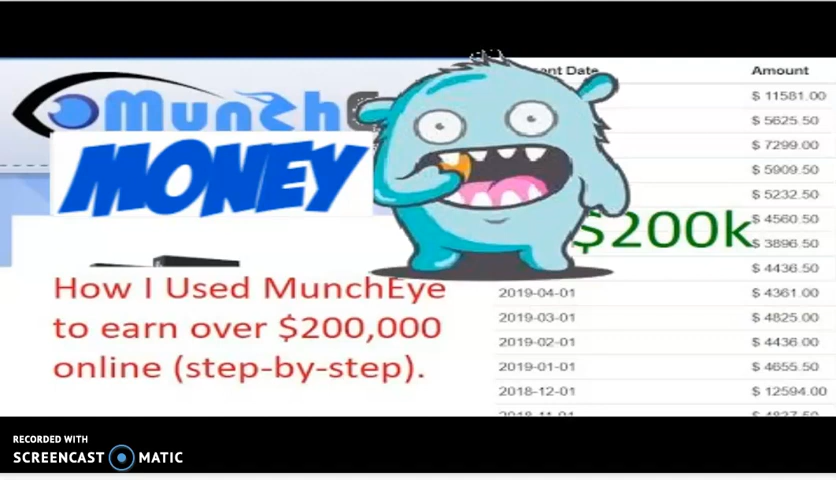 Munch
MONEY
ent Date
Amount
$ 11581.00
$ 5625.50
$ 7299.00
$ 5909.50
$ 5232.50
$ 4560.50
$200k
$ 3896.50
$ 4436.50
How I Used MunchEye
to earn over $200,000
online (step-by-step).
2019-04-01 $ 4361.00
2019-03-01 $ 4825.00
2019-02-01 $ 4436.00
2019-01-01 $ 4655.50
2018-12-01 $ 12594.00
RECORDED WITH
SCREENCAST MATIC